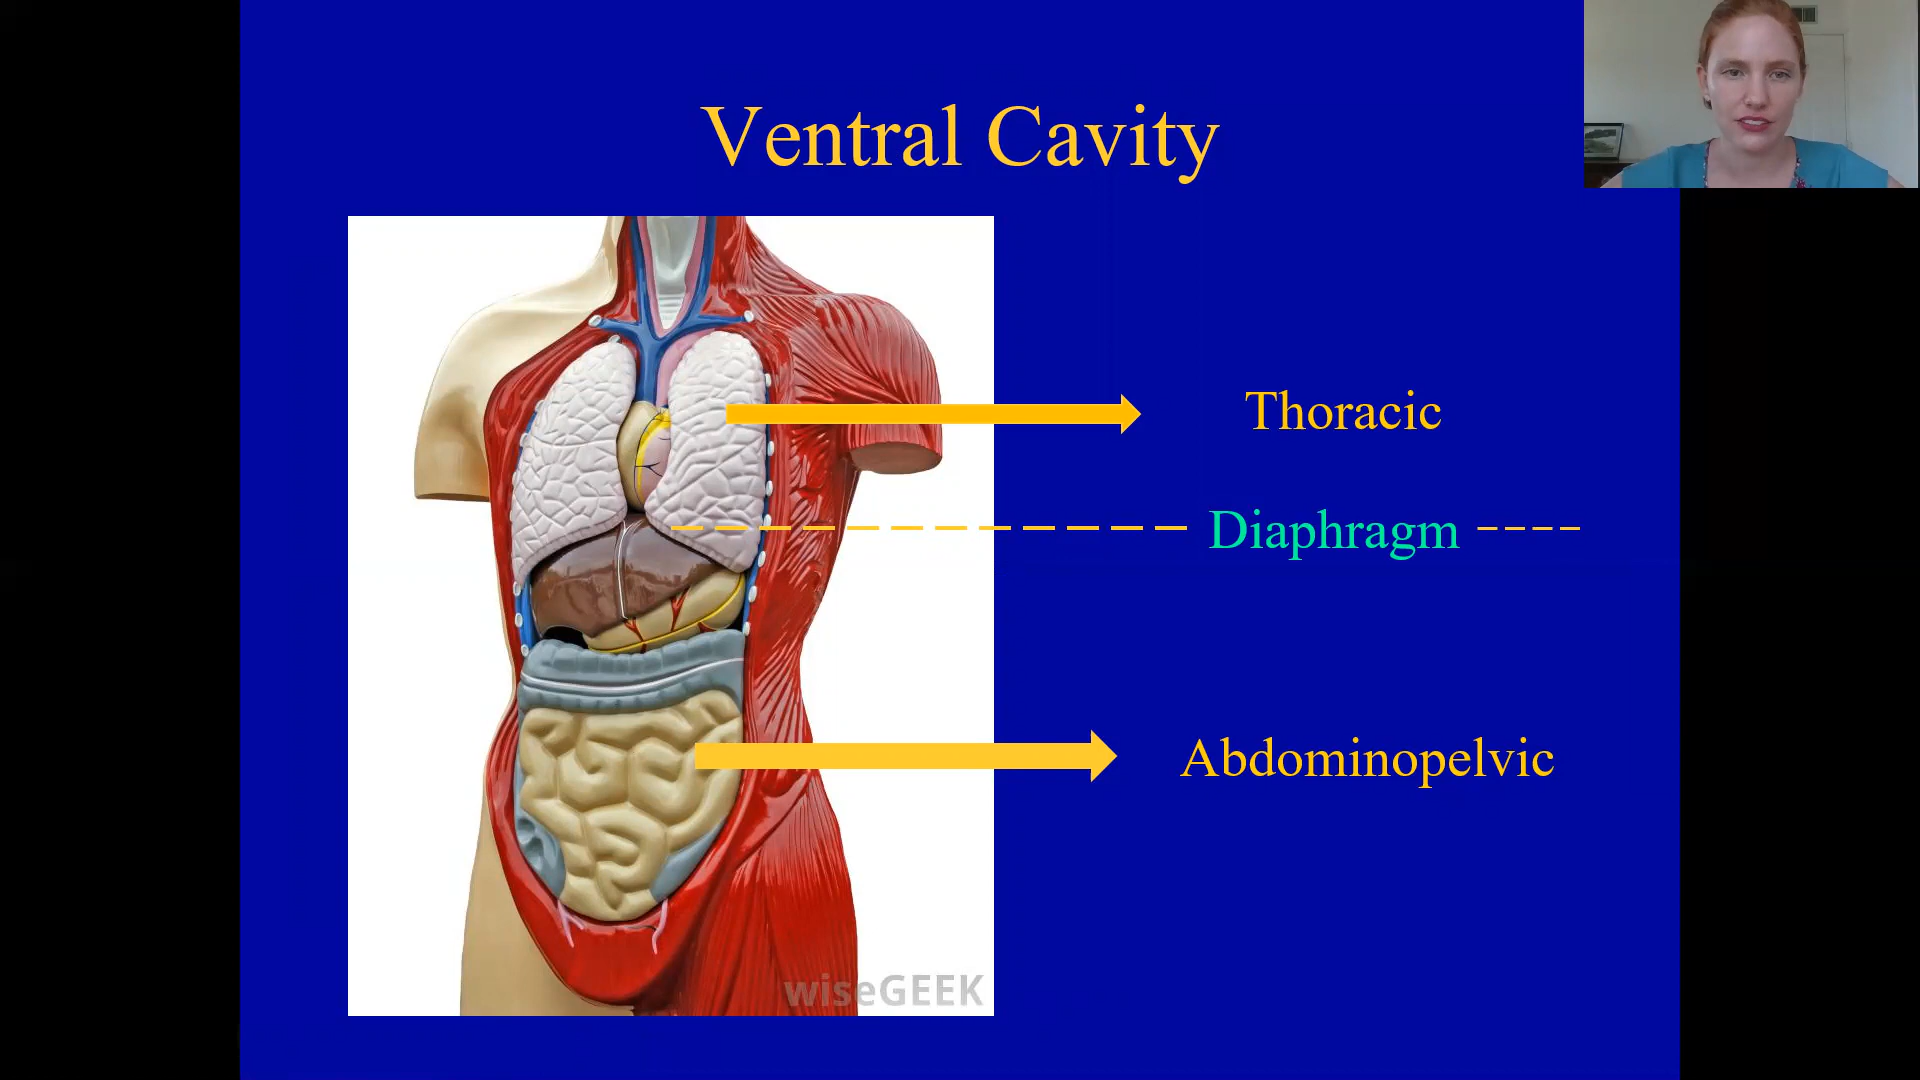 Ventral Cavity
Thoracic
Diaphragm
Abdominopelvic
wiseGEEK